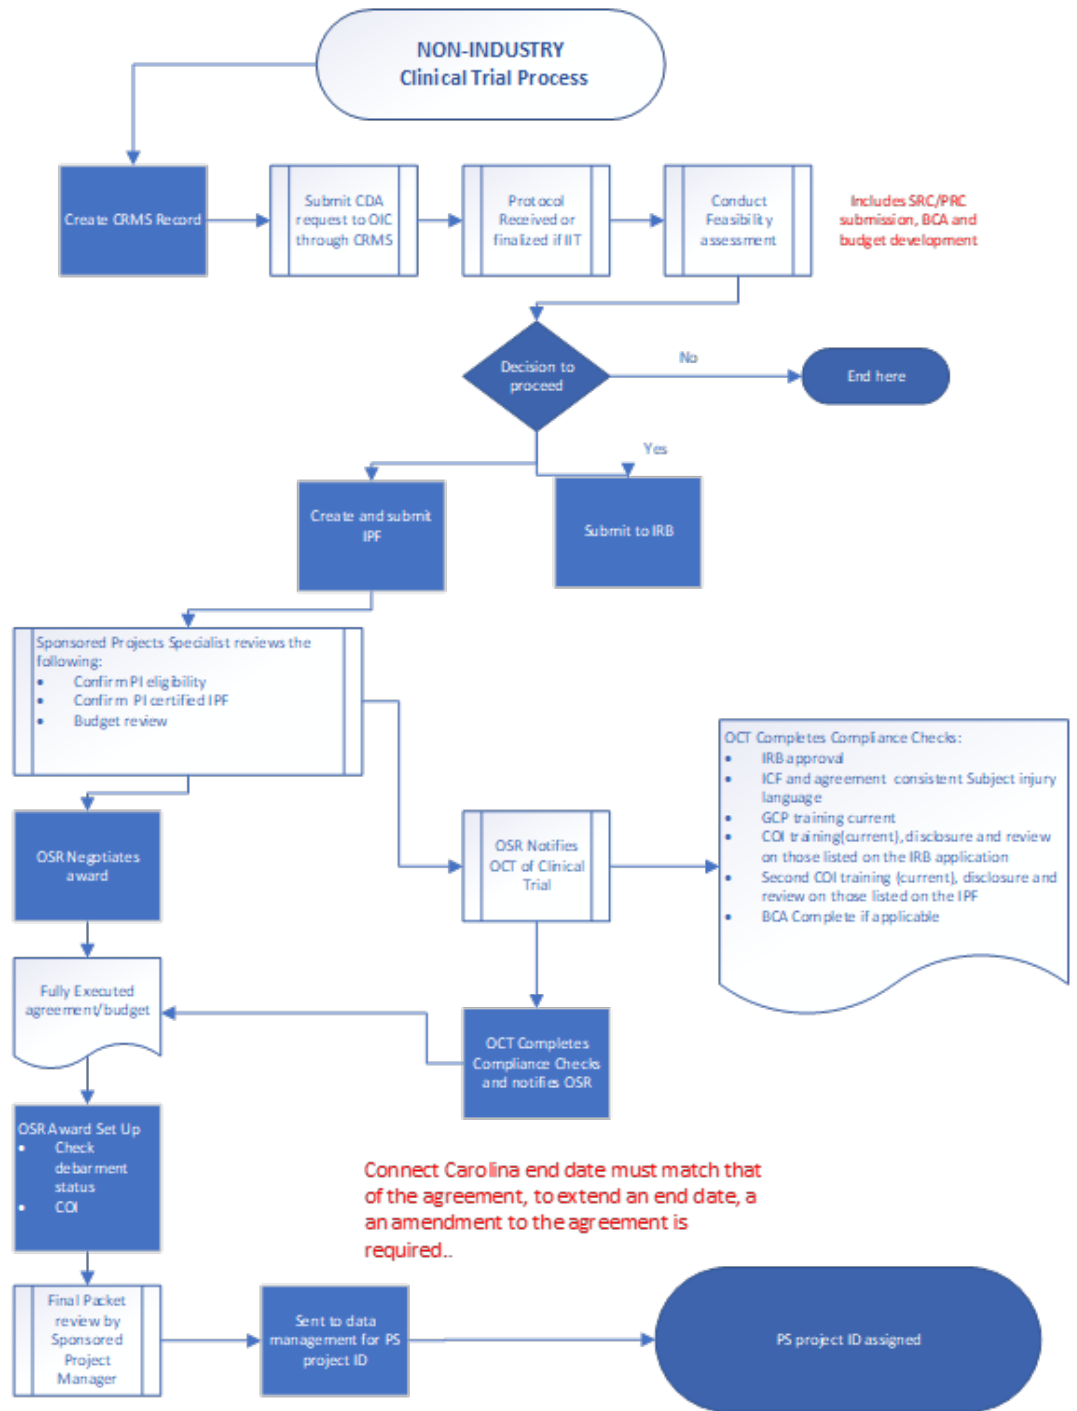 NON-INDUSTRY
Clinical Trial Process
Create CRMS Record
Submit CDA
request to OIC
through CRMS
Protocol
Received or
finalized if IIT
Conduct
Feasibility
assessment
Includes SRC/PRC
submission, BCA and
budget development
Decision to
proceed
No
End here
Yes
Create and submit
IPF
Submit to IRB
Sponsored Projects Specialist reviews the
following:
• Confirm PI eligibility
• Confirm PI certified IPF
• Budget review
OCT Completes Compliance Checks:
• IRB approval
• ICF and agreement consistent Subject injury
language
• GCP training current
• COI training(current), disclosure and review
on those listed on the IRB application
• Second COI training (current), disclosure and
review on those listed on the IPF
• BCA Complete if applicable
OSR Negotiates
award
OSR Notifies
OCT of Clinical
Trial
Fully Executed
agreement/budget
OCT Completes
Compliance Checks
and notifies OSR
OSR Award Set Up
• Check
debarment
status
• COI
Connect Carolina end date must match that
of the agreement, to extend an end date, a
an amendment to the agreement is
required..
Final Packet
review by
Sponsored
Project
Manager
Sent to data
management for PS
project ID
PS project ID assigned